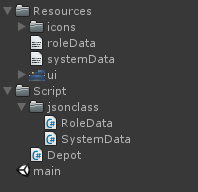 Resources
icons
roleData
systemData
ui
Script
jsonclass
RoleData
SystemData
Depot
main